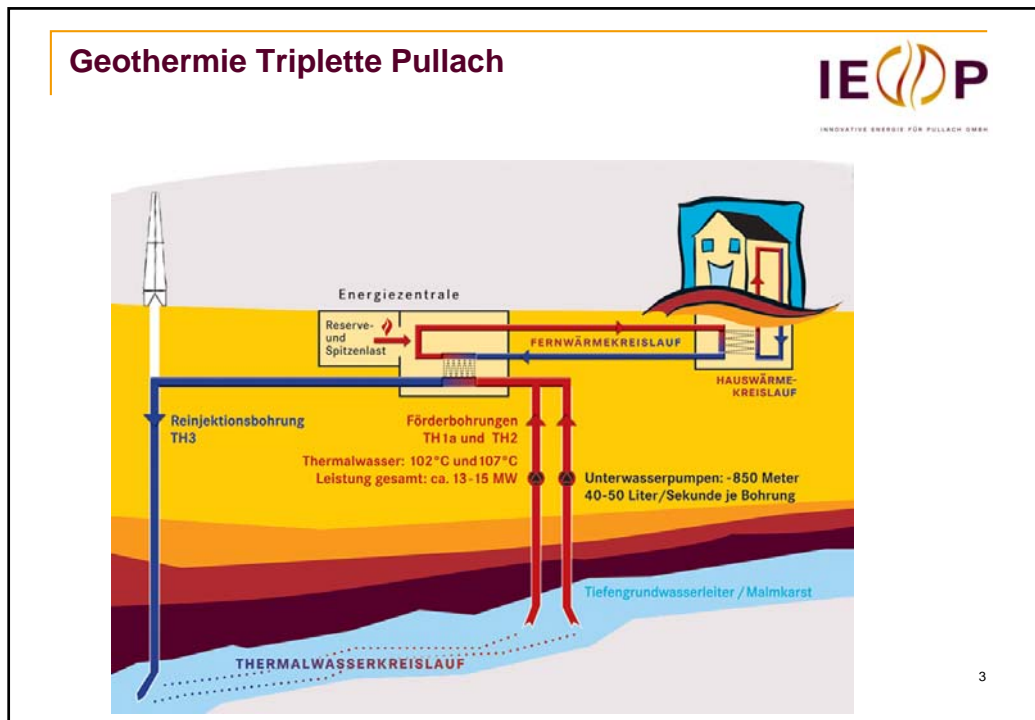 Geothermie Triplette Pullach
IE P
INNOVATIVE ENERGIE FÜR PULLACH GMBH
Energiezentrale
Reserve-
und
Spitzenlast
FERNWÄRMEKREISLAUF
HAUSWÄRME-
KREISLAUF
Reinjektionsbohrung
TH3
Förderbohrungen
TH1a und TH2
Thermalwasser: 102°C und 107°C
Leistung gesamt: ca. 13-15 MW
Unterwasserpumpen: -850 Meter
40-50 Liter/Sekunde je Bohrung
Tiefengrundwasserleiter / Malmkarst
THERMALWASSERKREISLAUF
3